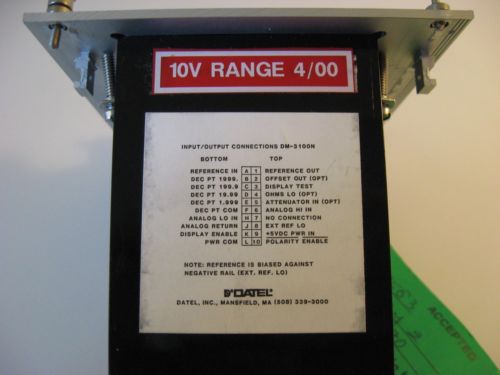 10V RANGE 4/00
INPUT/OUTPUT CONNECTIONS DM-3100N
BOTTOM TOP
REFERENCE IN A 1 REFERENCE OUT
DEC PT 1999. B 2 OFFSET OUT (OPT)
DEC PT 199.9 C 3 DISPLAY TEST
DEC PT 19.99 D 4 OHMS LO (OPT)
DEC PT 1.999 E 5 ATTENUATOR IN (OPT)
DEC PT COM F 6 ANALOG HI IN
ANALOG LO IN H 7 NO CONNECTION
ANALOG RETURN J 8 EXT REF LO
DISPLAY ENABLE K 9 +5VDC PWR IN
PWR COM L 10 POLARITY ENABLE
NOTE: REFERENCE IS BIASED AGAINST
NEGATIVE RAIL (EXT. REF. LO)
DATEL
DATEL, INC., MANSFIELD, MA (508) 339-3000
ACCEPTED